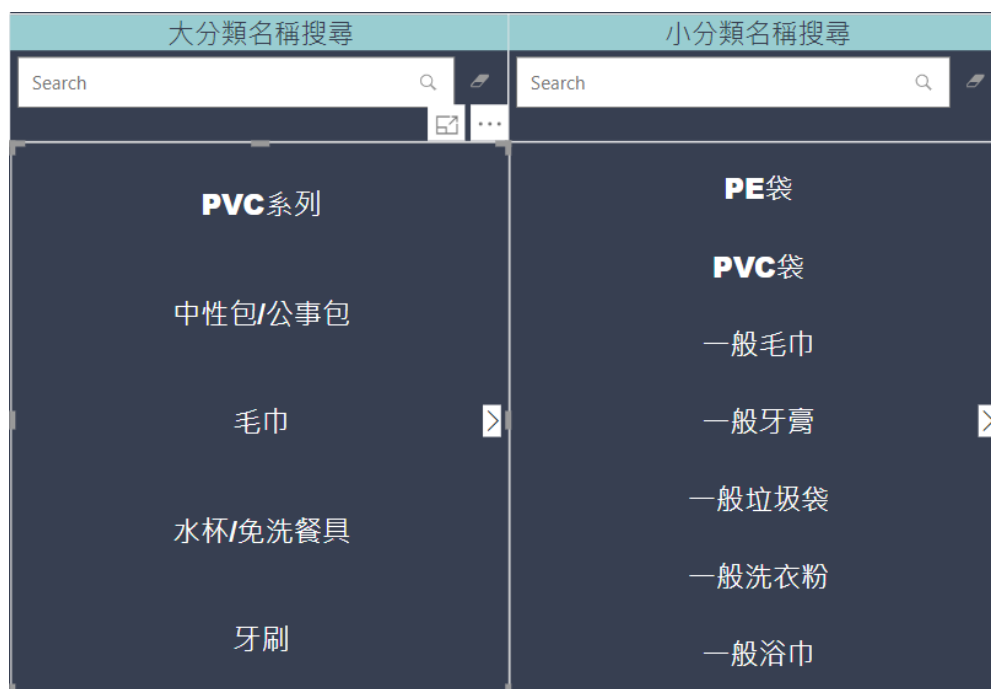 大分類名稱搜尋
小分類名稱搜尋
Search
Search
PVC系列
中性包/公事包
毛巾
水杯/免洗餐具
牙刷
PE袋
PVC袋
一般毛巾
一般牙膏
一般垃圾袋
一般洗衣粉
一般浴巾